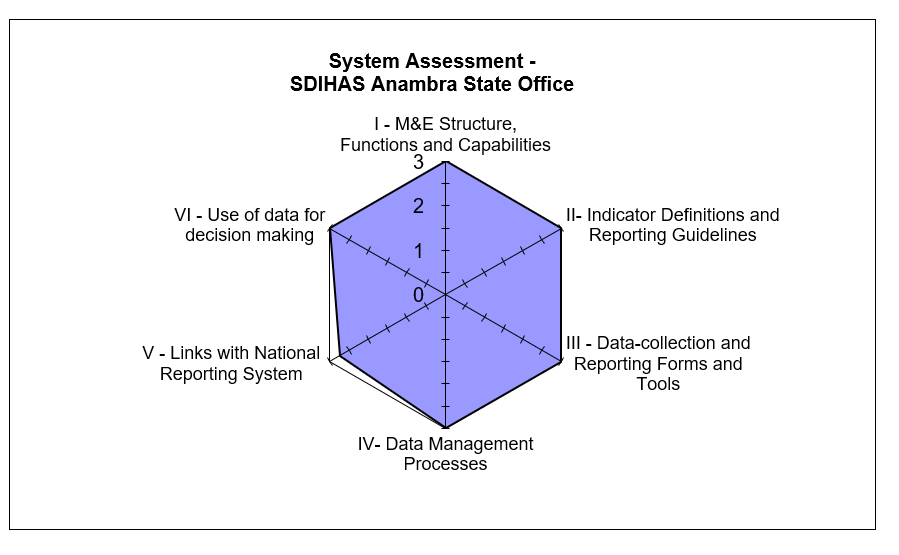 System Assessment -
SDIHAS Anambra State Office
I - M&E Structure,
Functions and Capabilities
3
2
1
0
II- Indicator Definitions and
Reporting Guidelines
III - Data-collection and
Reporting Forms and
Tools
IV- Data Management
Processes
V - Links with National
Reporting System
VI - Use of data for
decision making